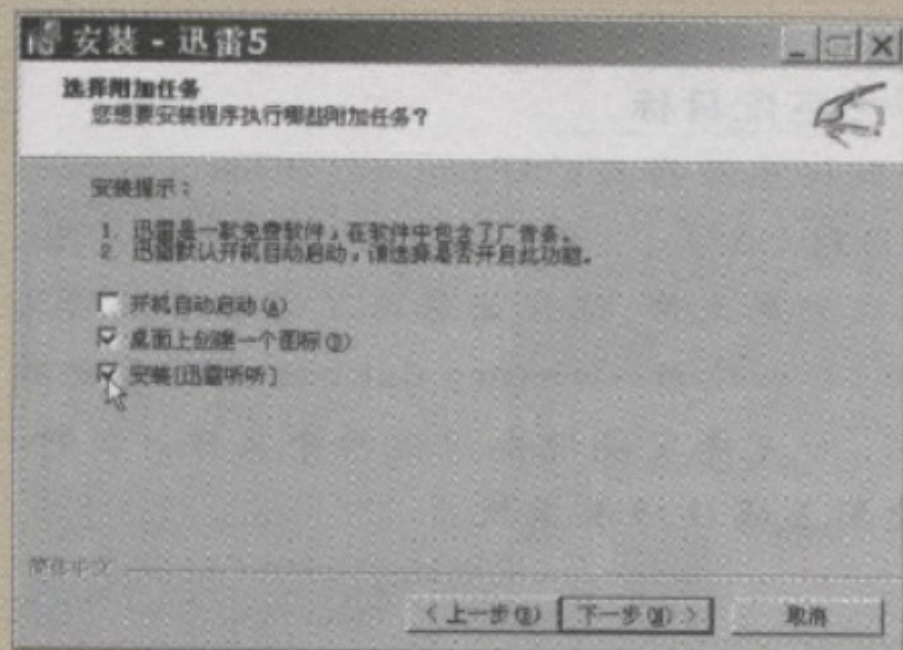 安装 - 迅雷5
选择附加任务
您想要安装程序执行哪些附加任务？
安装提示：
1. 迅雷是一款免费软件，在软件中包含了广告条。
2. 迅雷默认开机自动启动，请选择是否开启此功能。
开机自动启动(A)
桌面上创建一个图标(D)
安装[迅雷听听]
简体中文
< 上一步(B)
下一步(N) >
取消